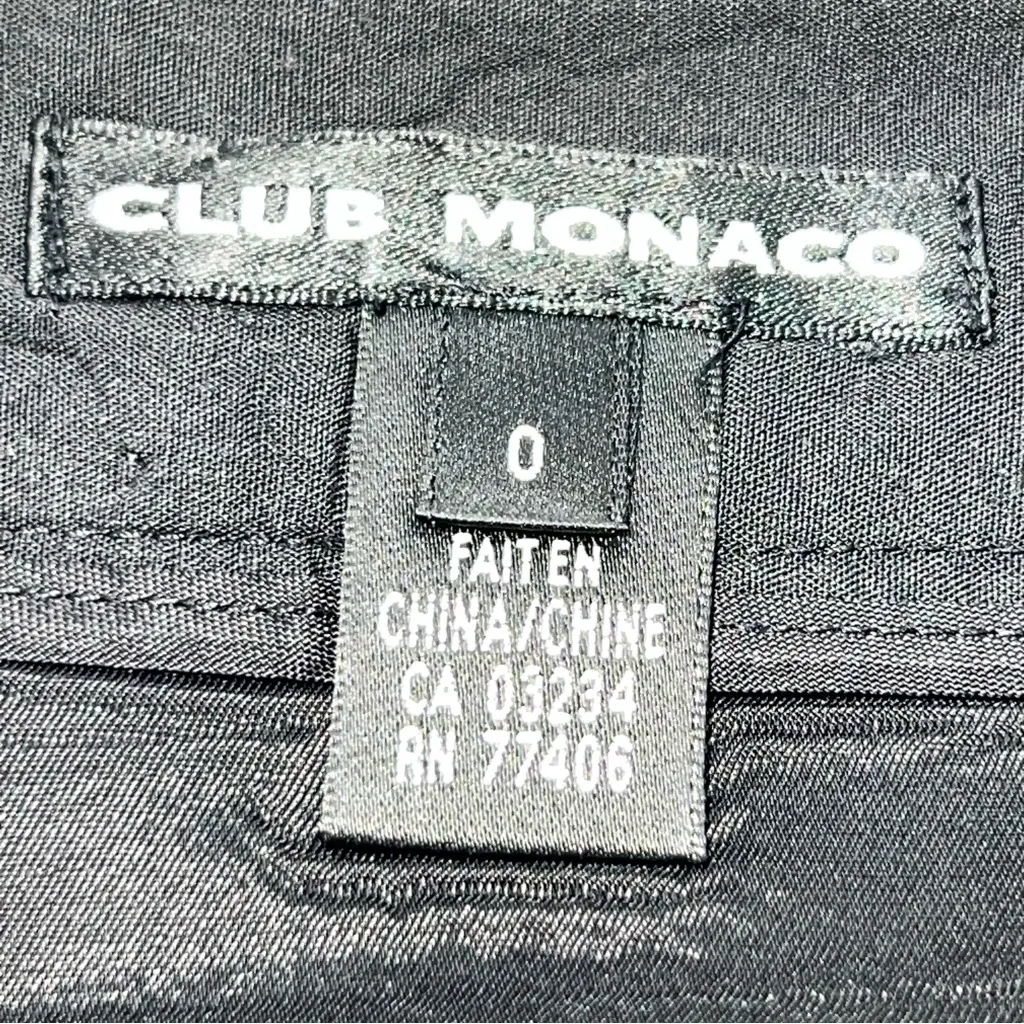 CLUB MONACO
0
FAIT EN
CHINA/CHINE
CA 03234
RN 77406